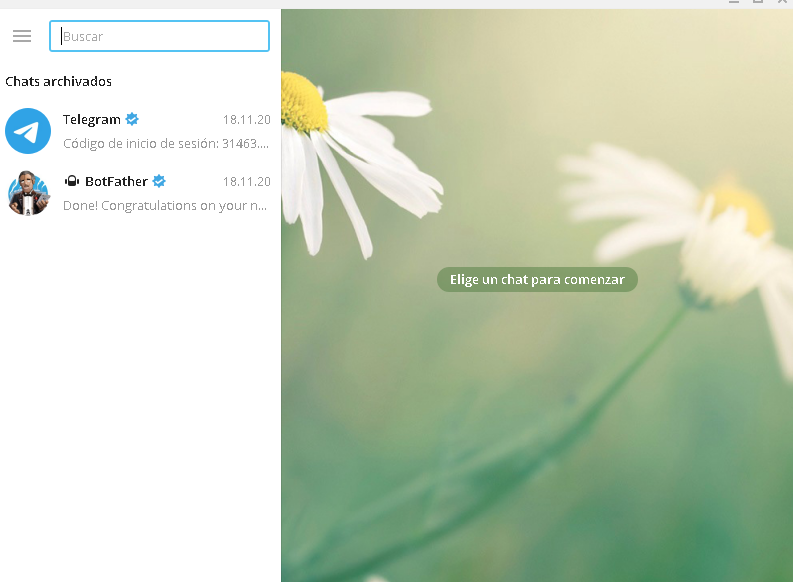 Buscar
Chats archivados
Telegram 18.11.20
Código de inicio de sesión: 31463....
BotFather 18.11.20
Done! Congratulations on your n...
Elige un chat para comenzar